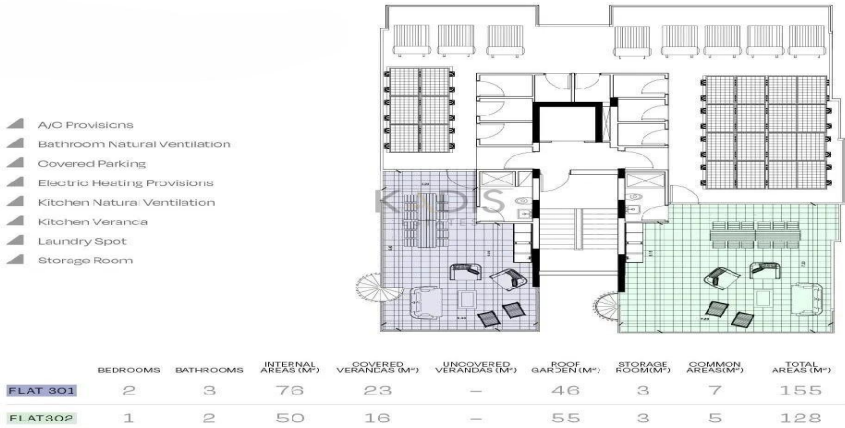 A/C Provisions
Bathroom Natural Ventilation
Covered Parking
Electric Heating Provisions
Kitchen Natural Ventilation
Kitchen Veranda
Laundry Spot
Storage Room
KADIS
ESTATES
BEDROOMS BATHROOMS INTERNAL AREAS (M²) COVERED VERANDAS (M²) UNCOVERED VERANDAS (M²) ROOF GARDEN (M²) STORAGE ROOM(M²) COMMON AREAS(M²) TOTAL AREAS (M²)
FLAT 301 2 3 76 23 – 46 3 7 155
FLAT302 1 2 50 16 – 55 3 5 128